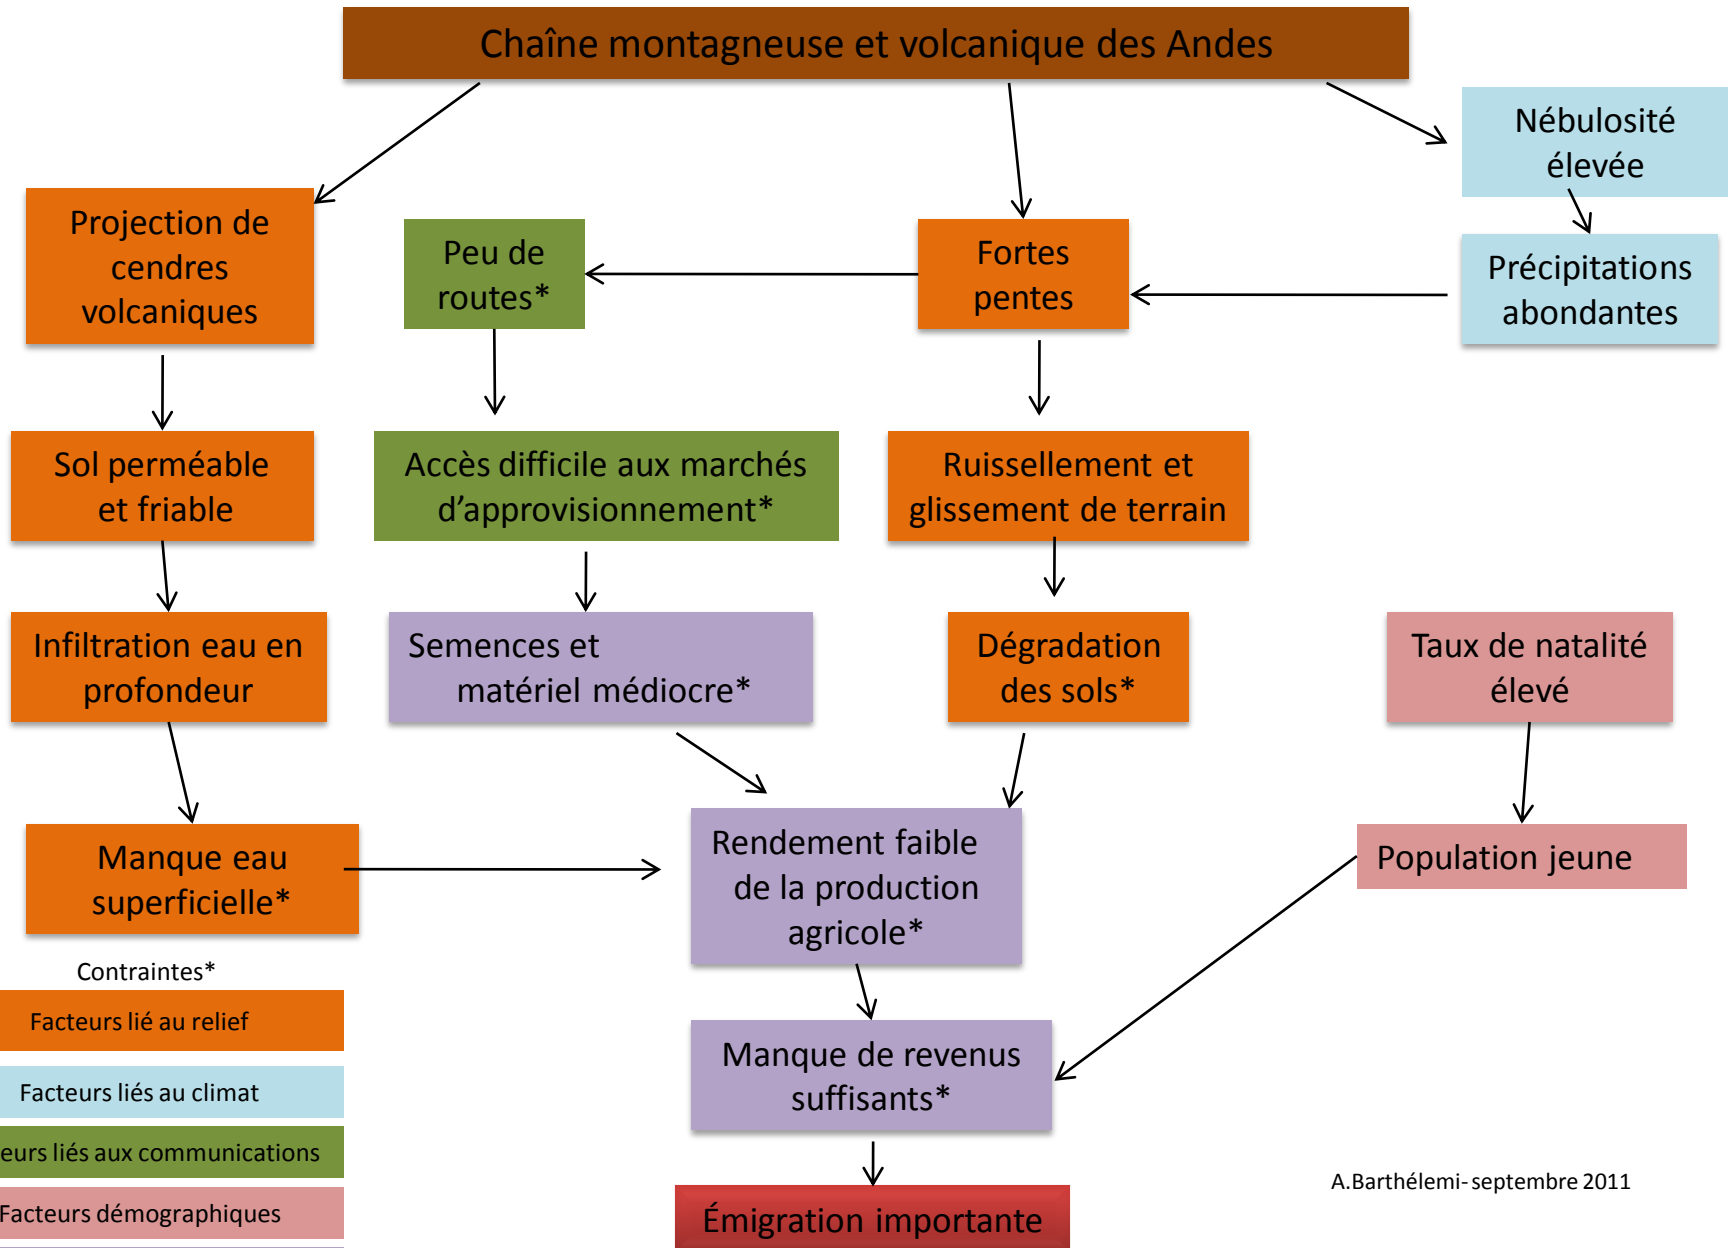 Chaîne montagneuse et volcanique des Andes
Nébulosité
élevée
Projection de
cendres
volcaniques
Peu de
routes*
Fortes
pentes
Précipitations
abondantes
Sol perméable
et friable
Accès difficile aux marchés
d’approvisionnement*
Ruissellement et
glissement de terrain
Infiltration eau en
profondeur
Semences et
matériel médiocre*
Dégradation
des sols*
Taux de natalité
élevé
Manque eau
superficielle*
Rendement faible
de la production
agricole*
Population jeune
Contraintes*
Facteurs lié au relief
Facteurs liés au climat
eurs liés aux communications
Facteurs démographiques
Manque de revenus
suffisants*
Émigration importante
A.Barthélemi- septembre 2011